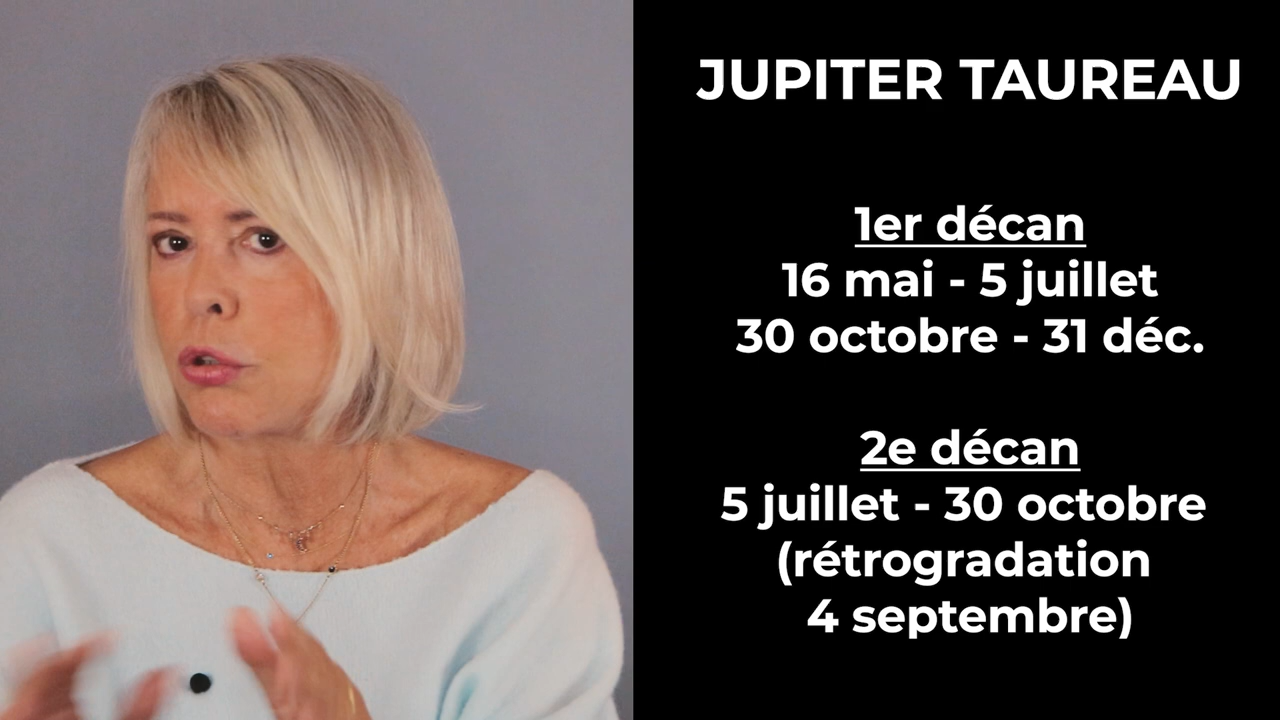 JUPITER TAUREAU
1er décan
16 mai - 5 juillet
30 octobre - 31 déc.
2e décan
5 juillet - 30 octobre
(rétrogradation
4 septembre)